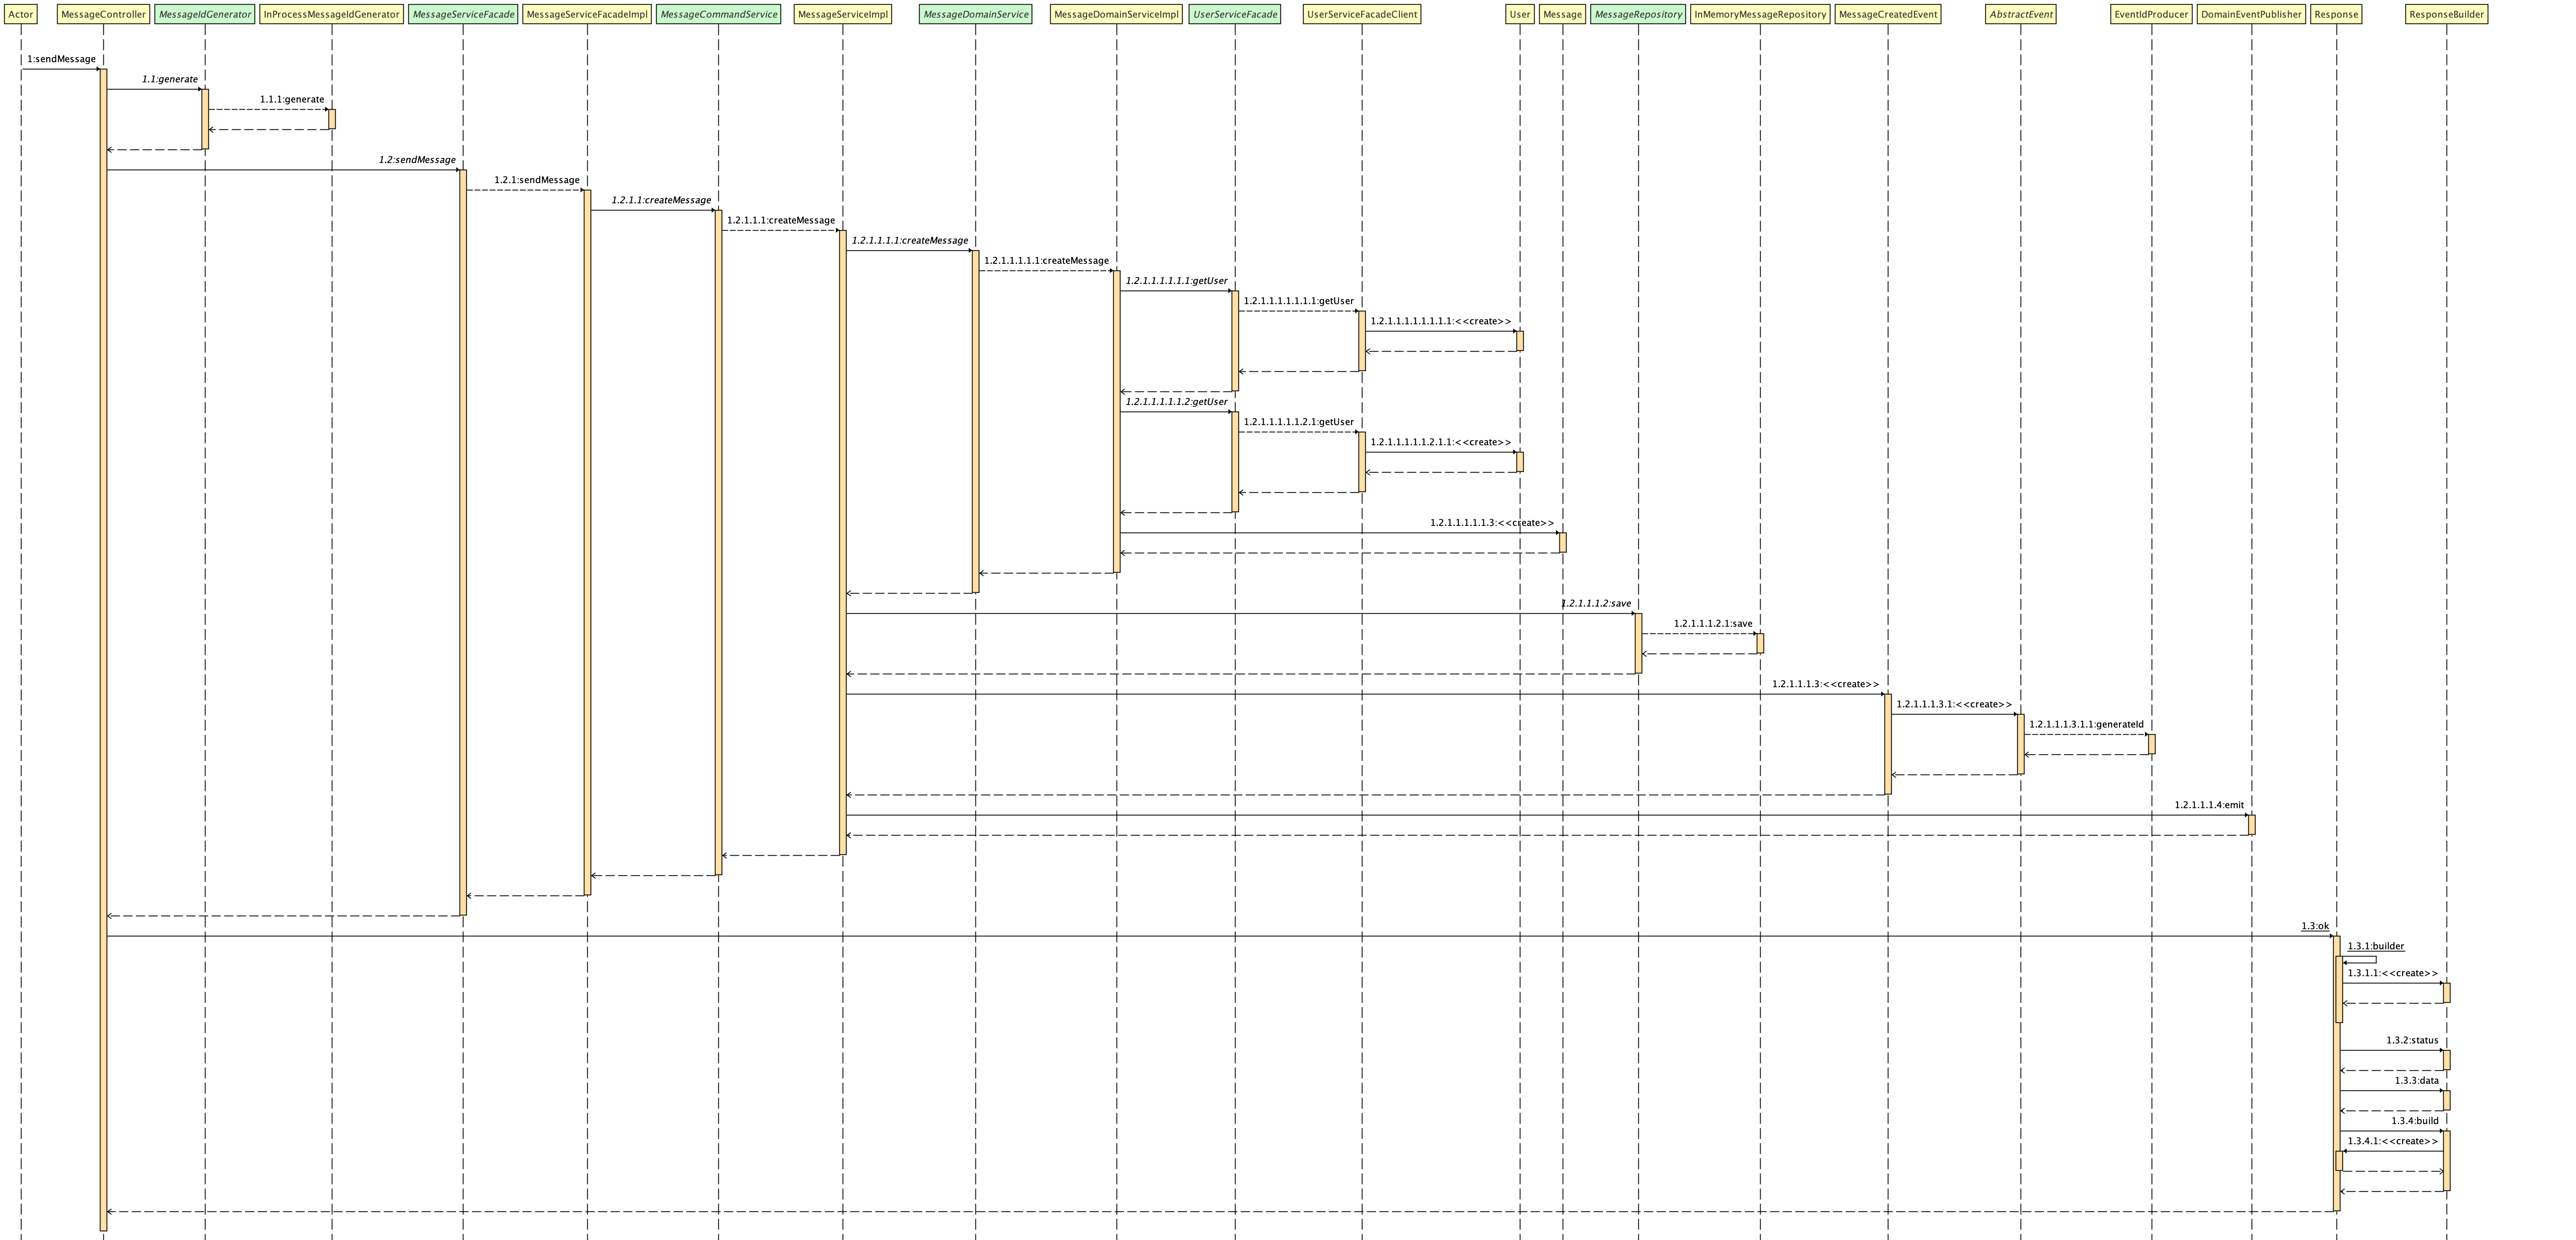 Actor
MessageController
MessageIdGenerator
InProcessMessageIdGenerator
MessageServiceFacade
MessageServiceFacadeImpl
MessageCommandService
MessageServiceImpl
MessageDomainService
MessageDomainServiceImpl
UserServiceFacade
UserServiceFacadeClient
User
Message
MessageRepository
InMemoryMessageRepository
MessageCreatedEvent
AbstractEvent
EventIdProducer
DomainEventPublisher
Response
ResponseBuilder
1:sendMessage
1.1:generate
1.1.1:generate
1.2:sendMessage
1.2.1:sendMessage
1.2.1.1:createMessage
1.2.1.1.1:createMessage
1.2.1.1.1.1:createMessage
1.2.1.1.1.1.1:createMessage
1.2.1.1.1.1.1.1:getUser
1.2.1.1.1.1.1.1.1:getUser
1.2.1.1.1.1.1.1.1.1:<<create>>
1.2.1.1.1.1.1.2:getUser
1.2.1.1.1.1.1.2.1:getUser
1.2.1.1.1.1.1.2.1.1:<<create>>
1.2.1.1.1.1.1.3:<<create>>
1.2.1.1.1.2:save
1.2.1.1.1.2.1:save
1.2.1.1.1.3:<<create>>
1.2.1.1.1.3.1:<<create>>
1.2.1.1.1.3.1.1:generateId
1.2.1.1.1.4:emit
1.3:ok
1.3.1:builder
1.3.1.1:<<create>>
1.3.2:status
1.3.3:data
1.3.4:build
1.3.4.1:<<create>>